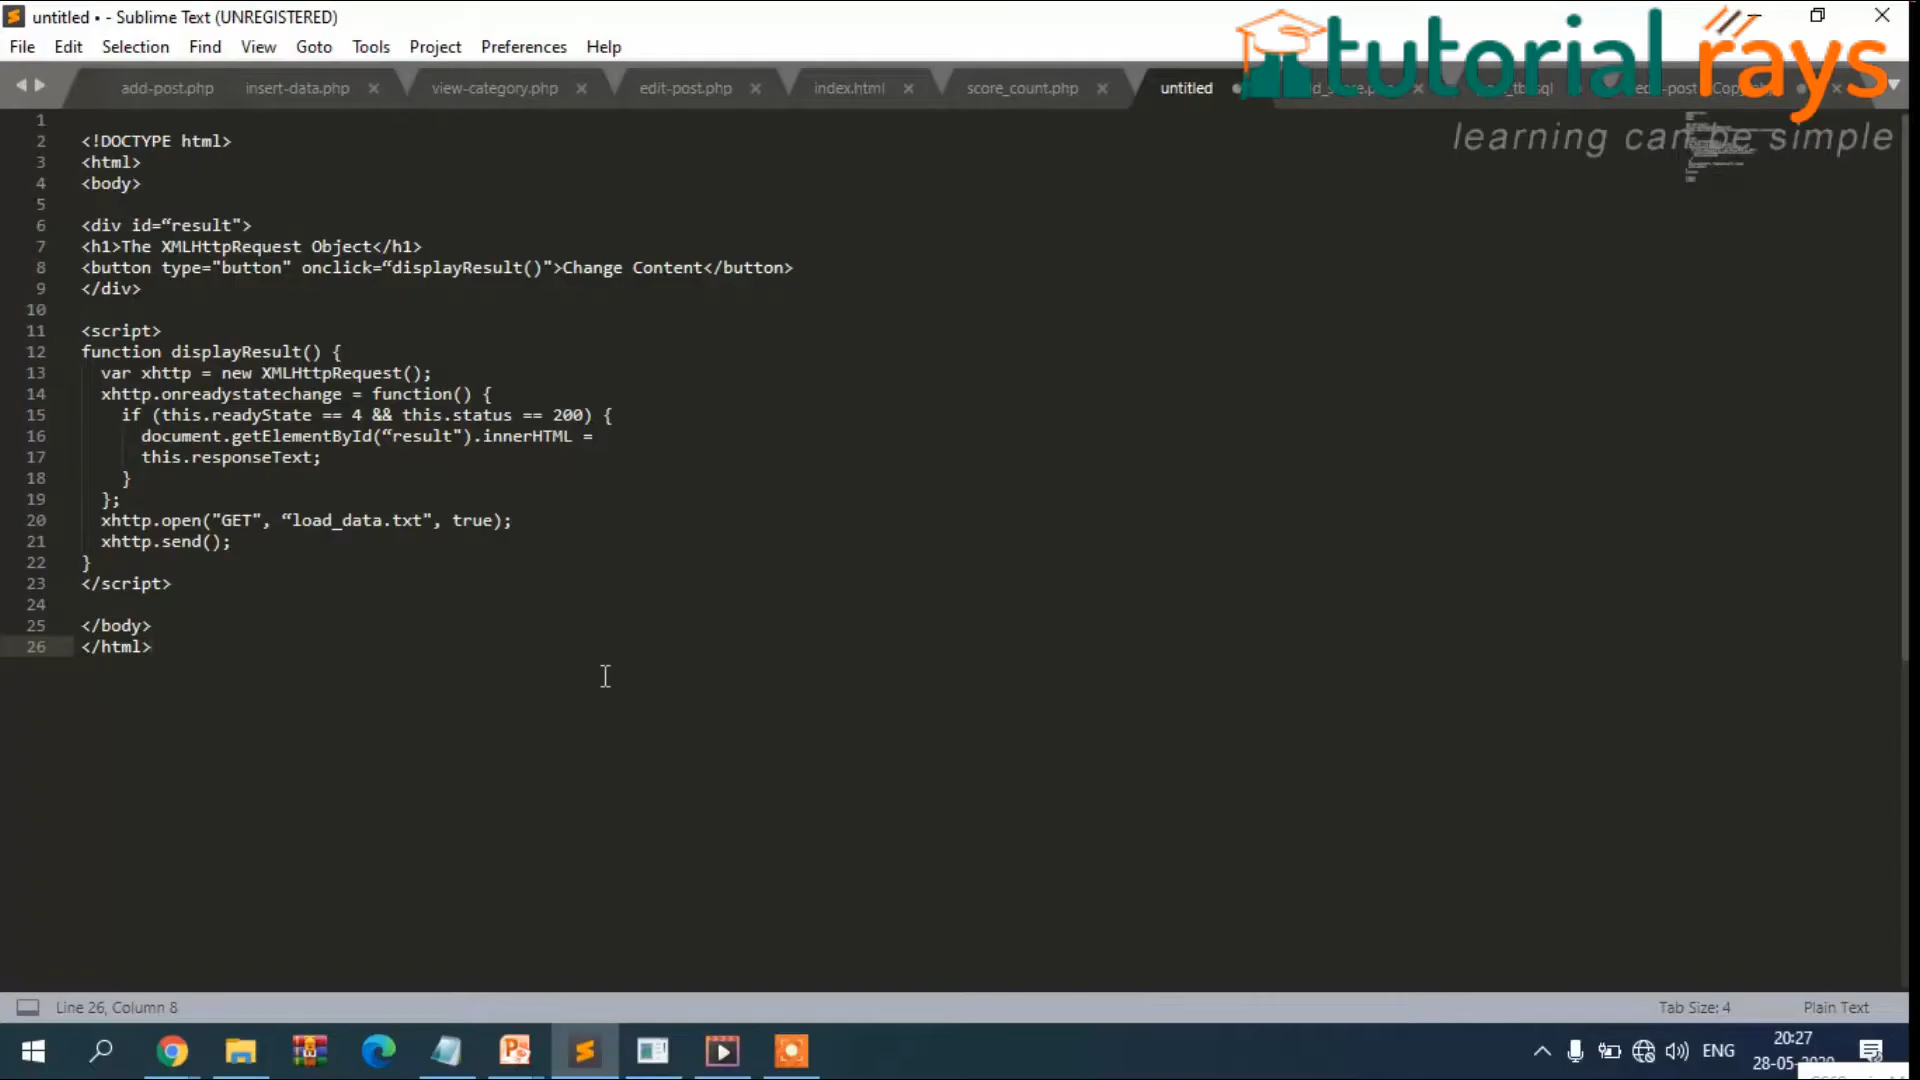 untitled • - Sublime Text (UNREGISTERED)
File Edit Selection Find View Goto Tools Project Preferences Help
tutorial rays
learning can be simple
add-post.php insert-data.php view-category.php edit-post.php index.html score_count.php untitled
1
2 <!DOCTYPE html>
3 <html>
4 <body>
5
6 <div id=“result">
7 <h1>The XMLHttpRequest Object</h1>
8 <button type="button" onclick=“displayResult()">Change Content</button>
9 </div>
10
11 <script>
12 function displayResult() {
13 var xhttp = new XMLHttpRequest();
14 xhttp.onreadystatechange = function() {
15 if (this.readyState == 4 && this.status == 200) {
16 document.getElementById(“result").innerHTML =
17 this.responseText;
18 }
19 };
20 xhttp.open("GET", “load_data.txt", true);
21 xhttp.send();
22 }
23 </script>
24
25 </body>
26 </html>
Line 26, Column 8 Tab Size: 4 Plain Text
ENG 20:27
28-05-2020